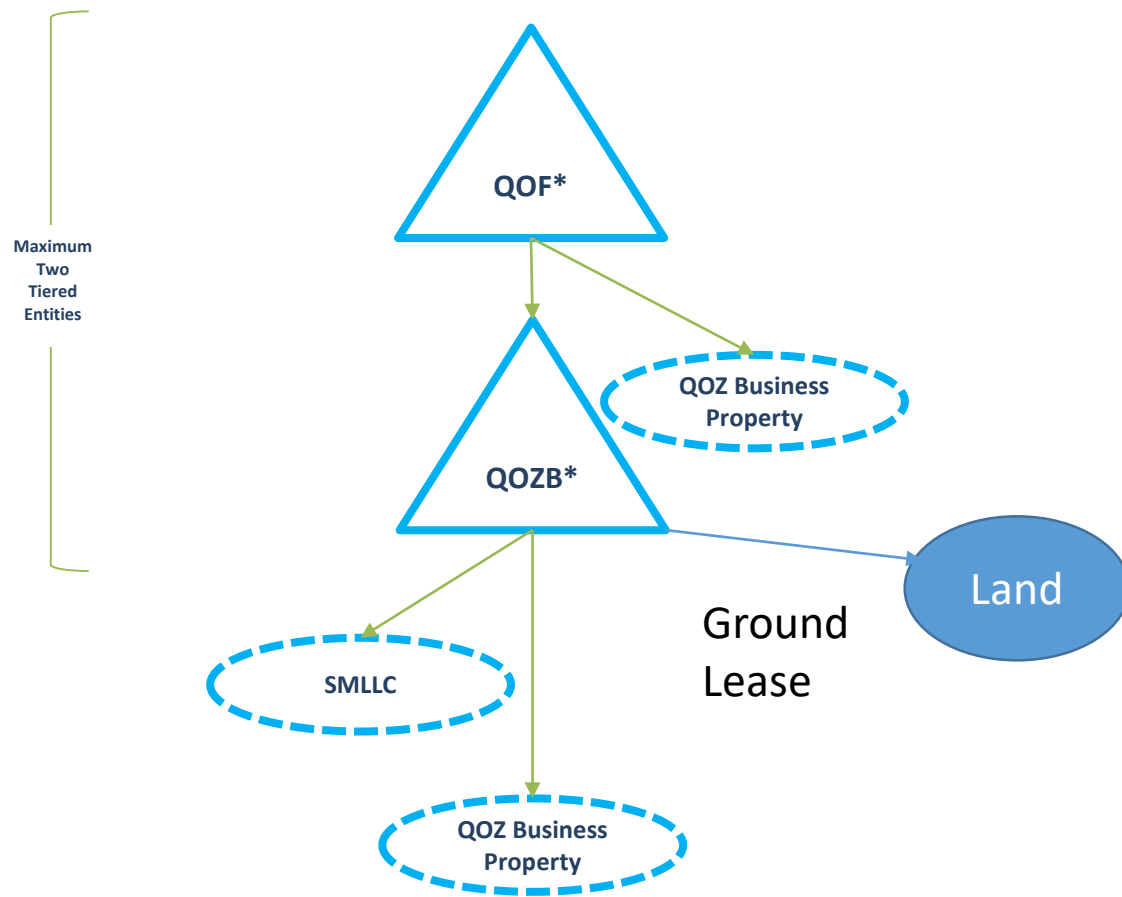 QOF*
Maximum
Two
Tiered
Entities
QOZ Business
Property
QOZB*
Land
Ground
Lease
SMLLC
QOZ Business
Property